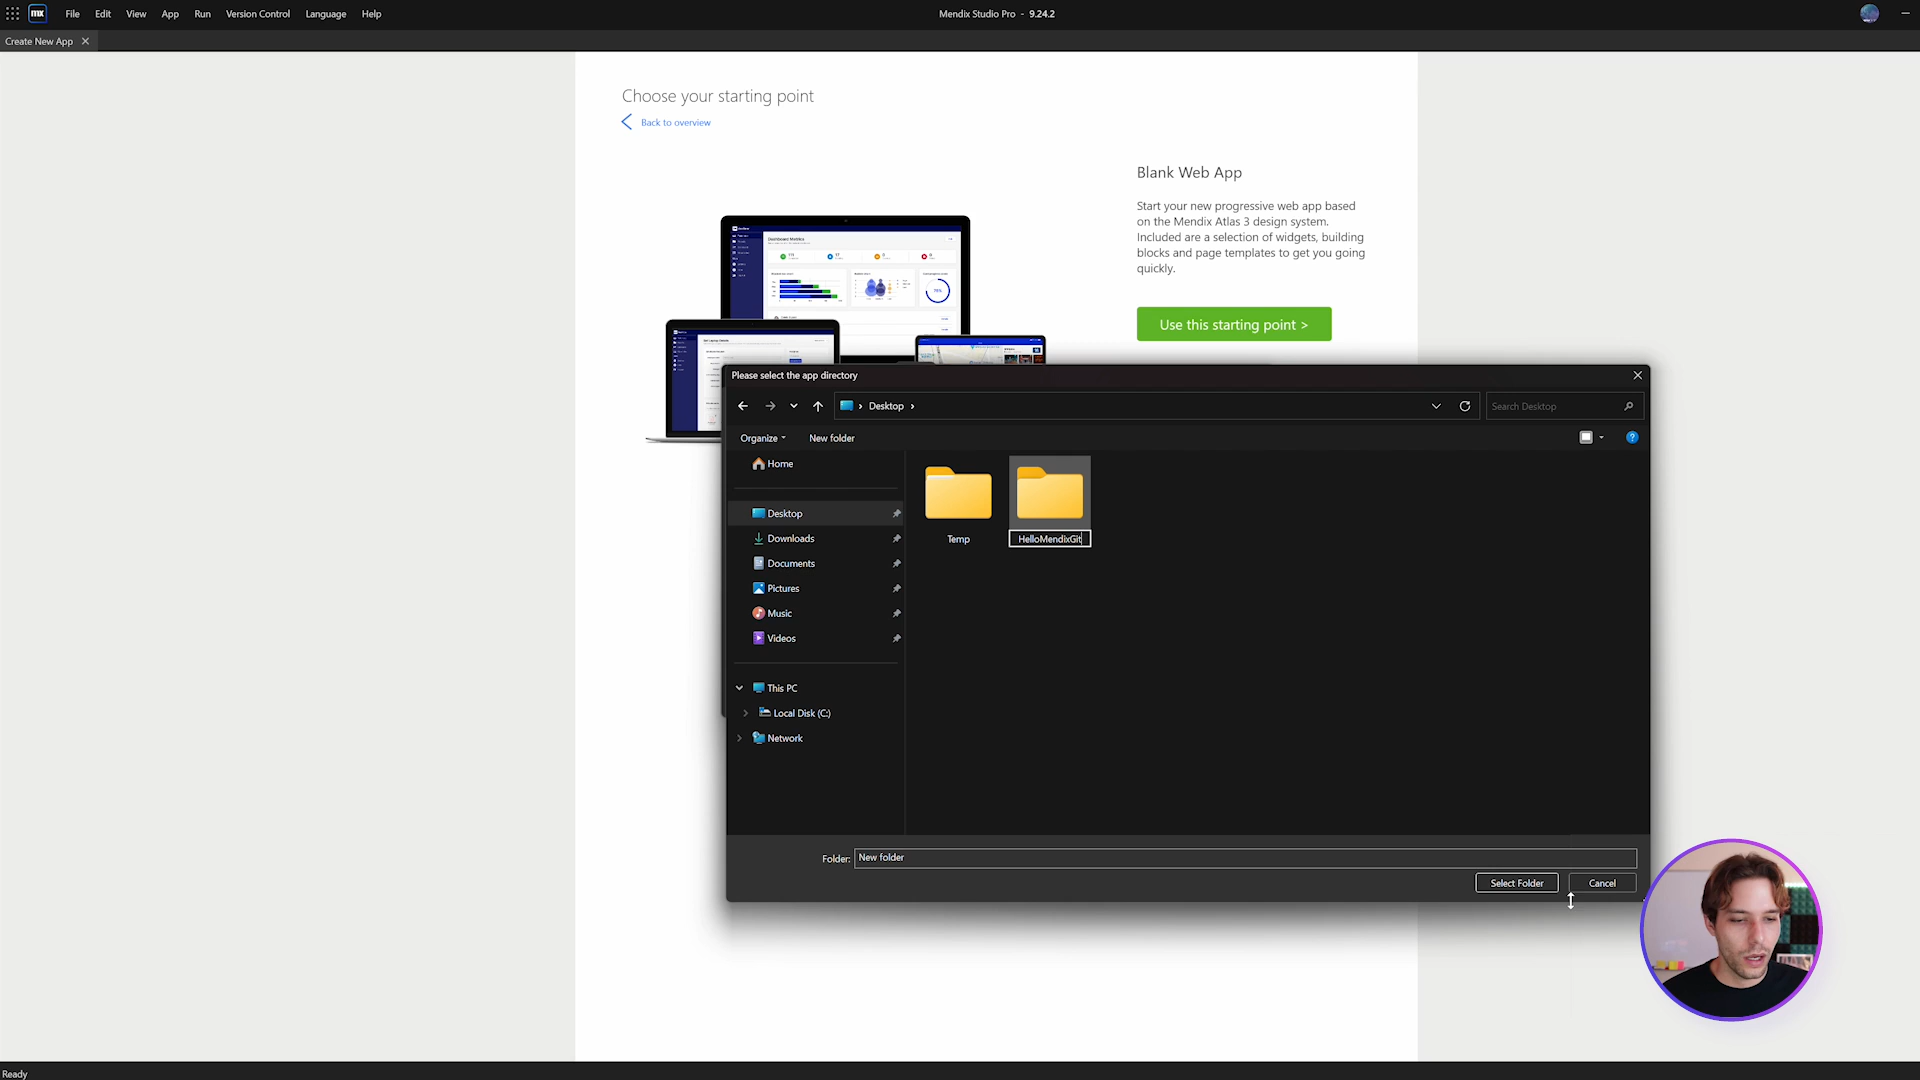 mx File Edit View App Run Version Control Language Help
Mendix Studio Pro - 9.24.2
Create New App
Choose your starting point
Back to overview
Blank Web App
Start your new progressive web app based
on the Mendix Atlas 3 design system.
Included are a selection of widgets, building
blocks and page templates to get you going
quickly.
Use this starting point >
Dashboard Metrics
Please select the app directory
Desktop
Search Desktop
Organize
New folder
Home
Desktop
Downloads
Documents
Pictures
Music
Videos
This PC
Local Disk (C:)
Network
Temp
HelloMendixGit
Folder: New folder
Select Folder
Cancel
Ready